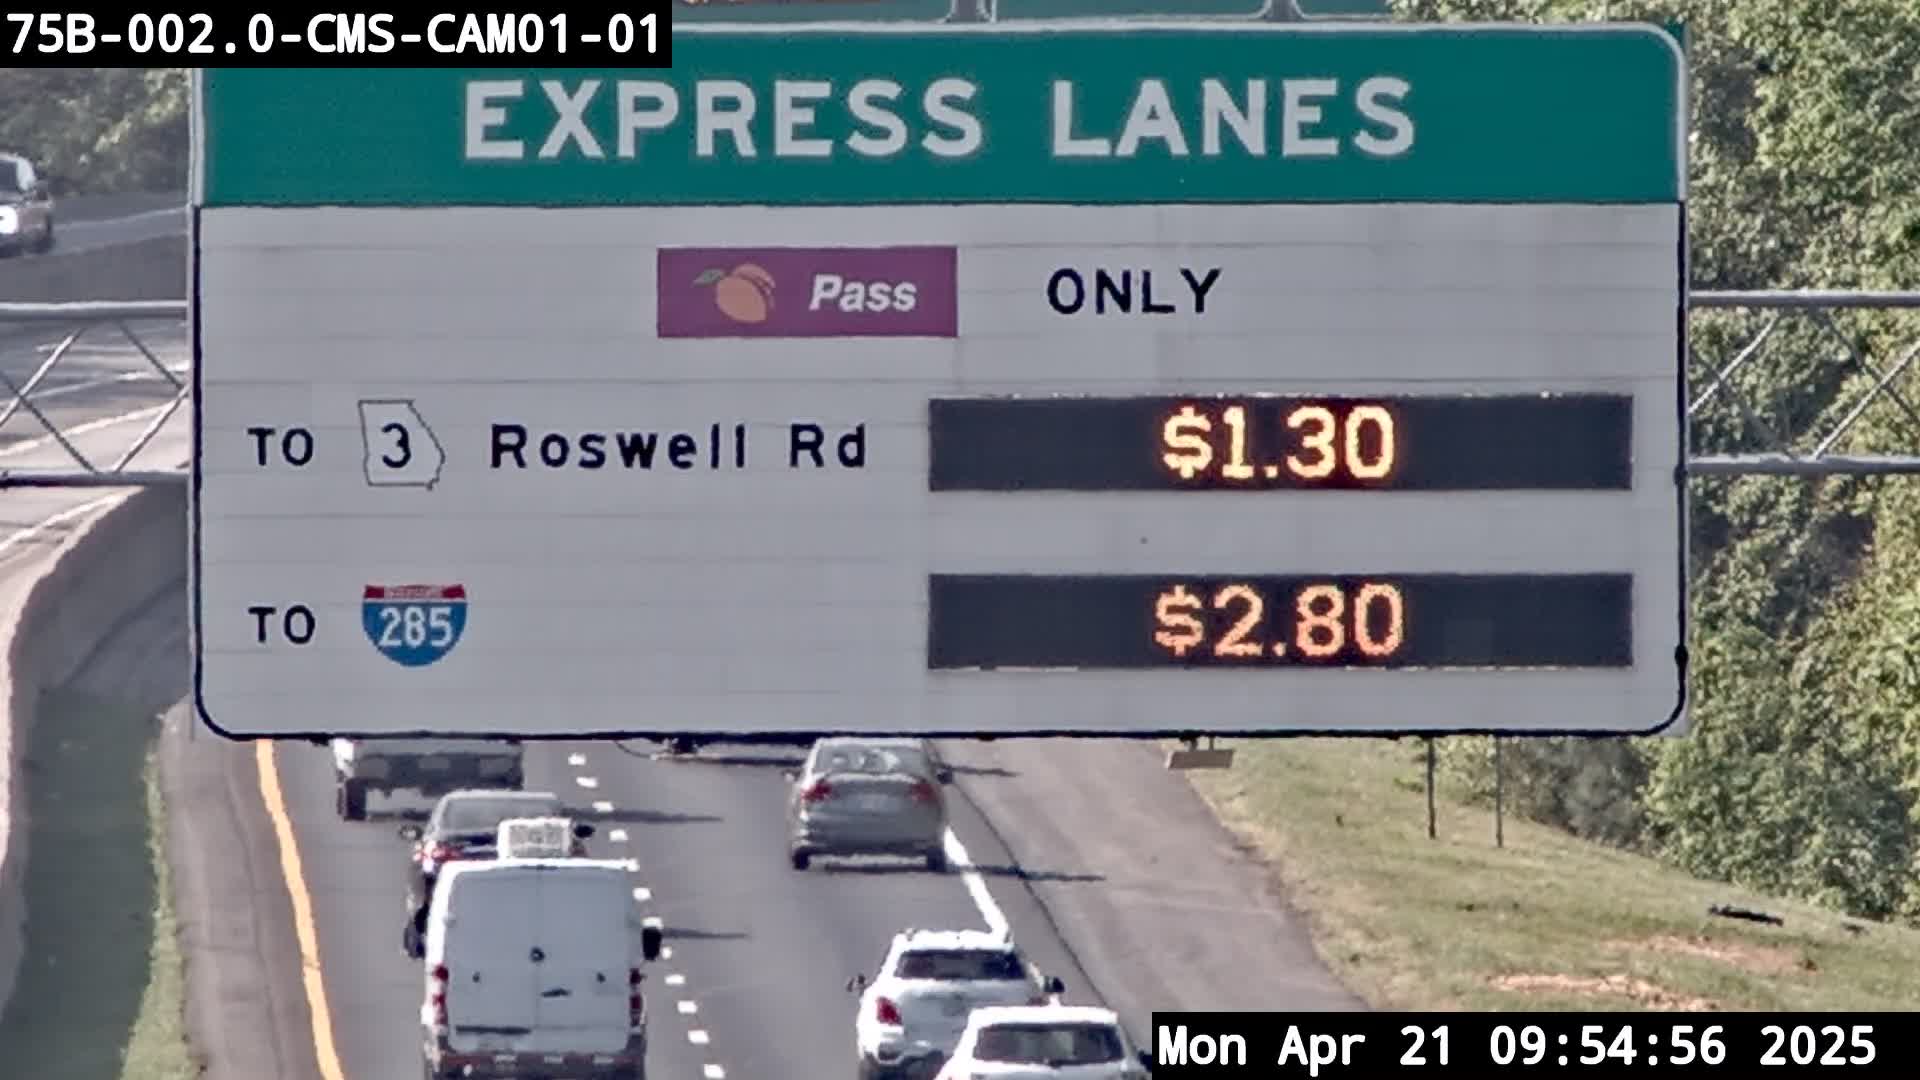 75B-002.0-CMS-CAM01-01
EXPRESS LANES
Pass ONLY
TO 3 Roswell Rd $1.30
TO 285 $2.80
Mon Apr 21 09:54:56 2025